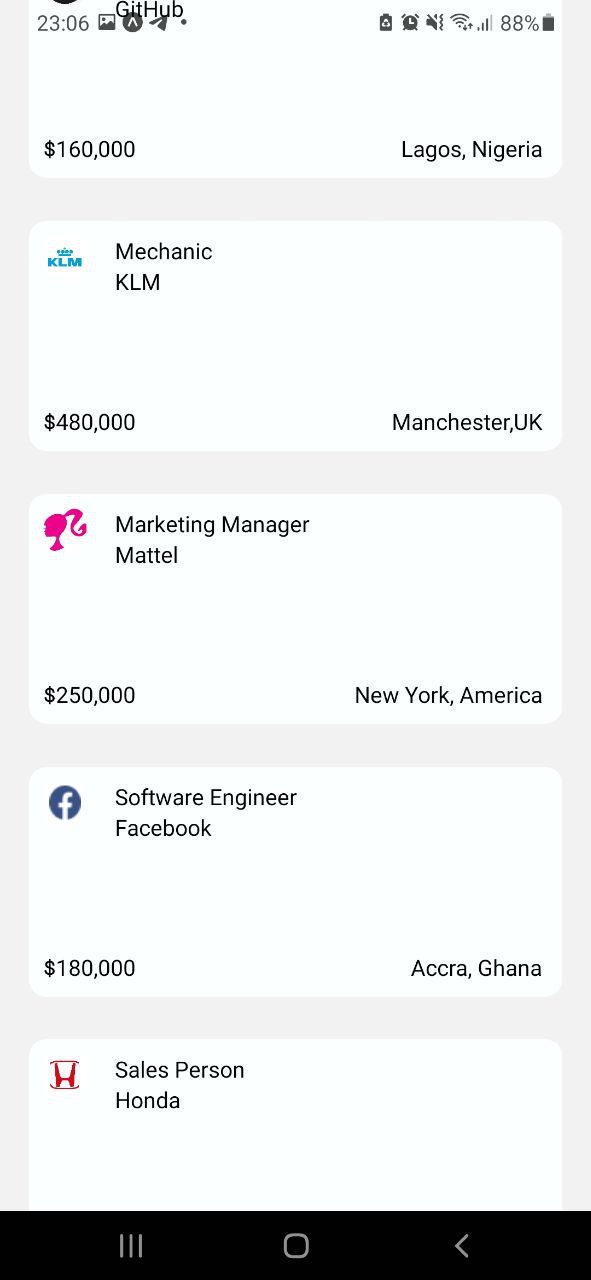 GitHub
23:06 88%
$160,000 Lagos, Nigeria
KLM Mechanic
KLM
$480,000 Manchester,UK
Marketing Manager
Mattel
$250,000 New York, America
Software Engineer
Facebook
$180,000 Accra, Ghana
Sales Person
Honda